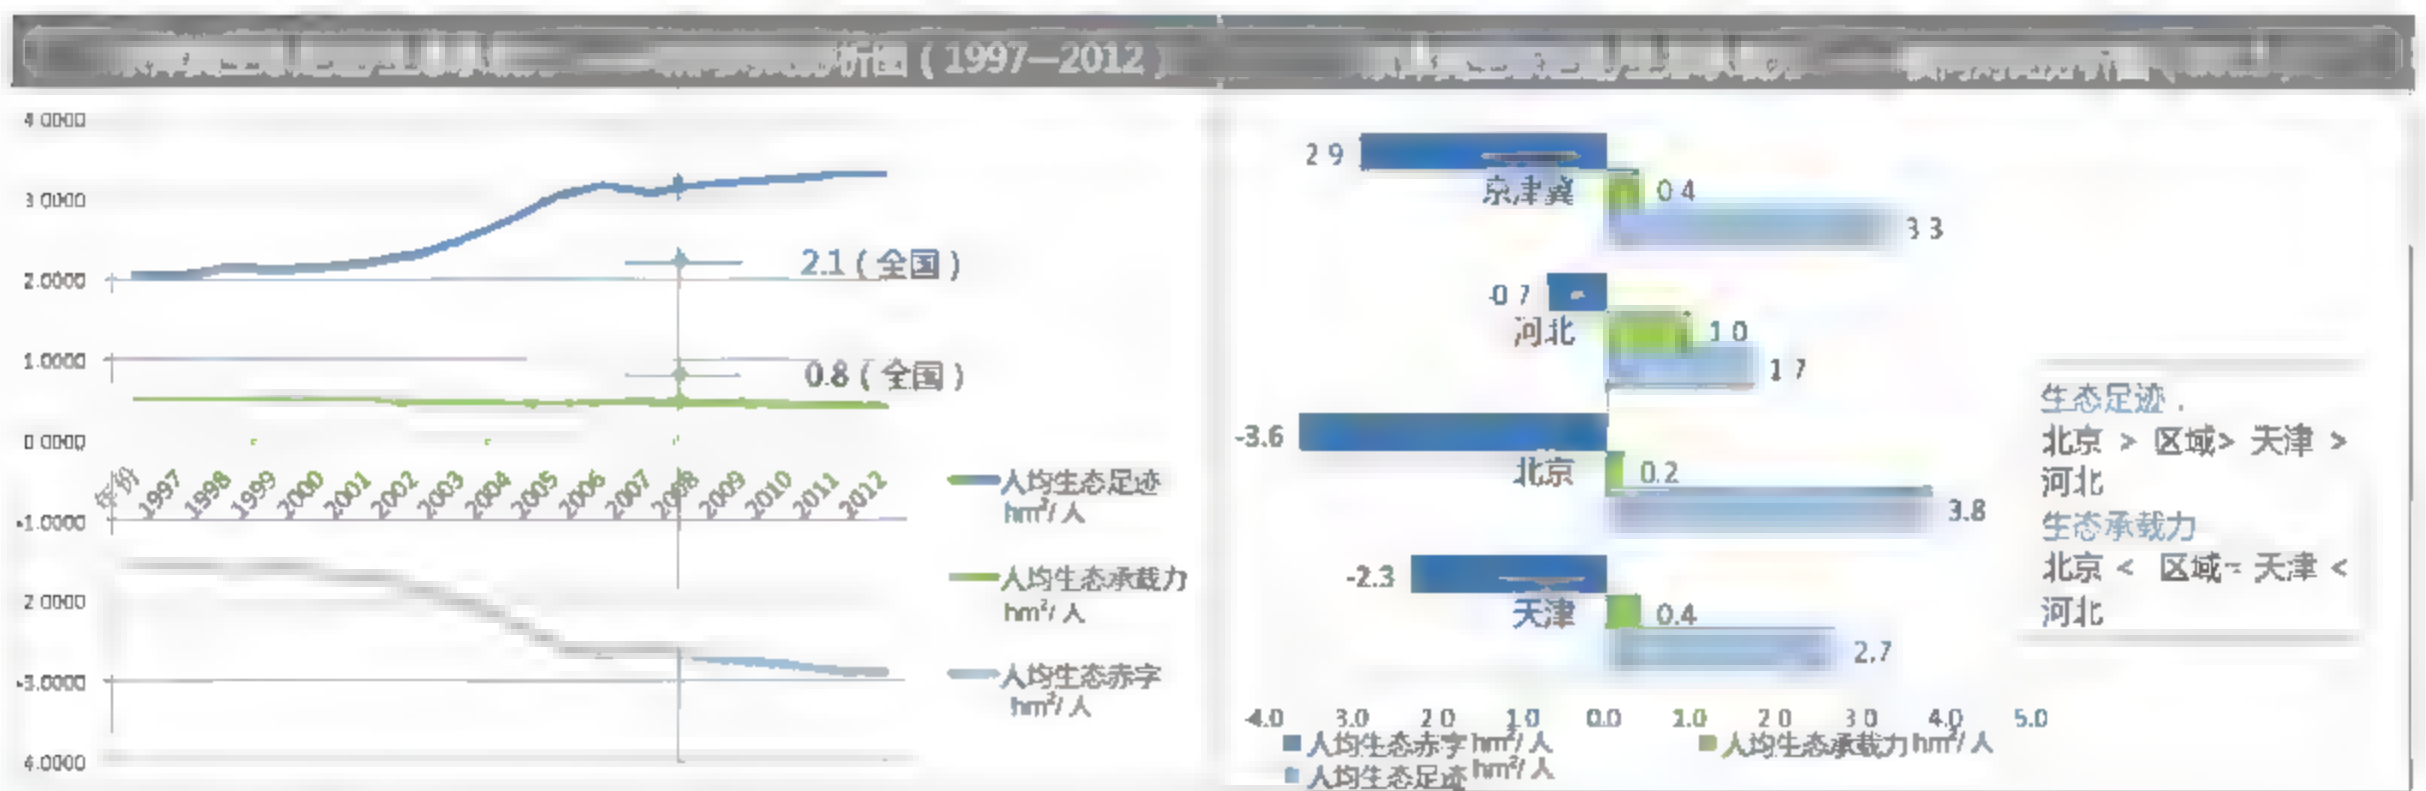 析图（1997—2012）
4 0000
3 0000
2.0000
1.0000
0 0000
-1.0000
2 0000
-3.0000
4.0000
年份
1997
1998
1999
2000
2001
2002
2003
2004
2005
2006
2007
2008
2009
2010
2011
2012
2.1（全国）
0.8（全国）
人均生态足迹
hm²/人
人均生态承载力
hm²/人
人均生态赤字
hm²/人
2 9
京津冀
0 4
3 3
-0 7
河北
1 0
1 7
-3.6
北京
0.2
3.8
-2.3
天津
0.4
2.7
-4.0 3.0 2 0 1 0 0.0 1.0 2 0 3 0 4.0 5.0
人均生态赤字hm²/人
人均生态承载力hm²/人
人均生态足迹hm²/人
生态足迹
北京 > 区域> 天津 >
河北
生态承载力
北京 < 区域= 天津 <
河北